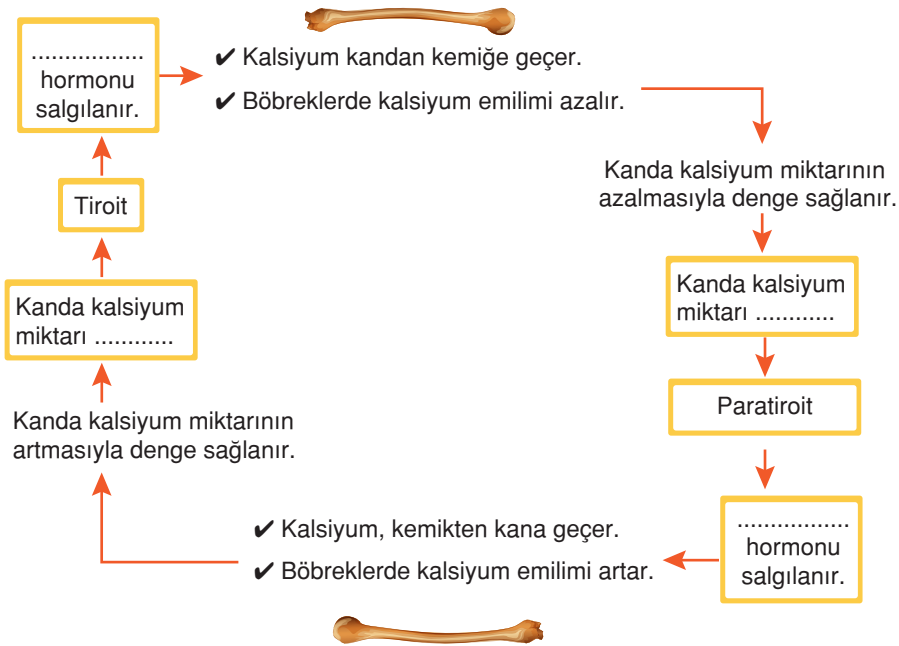 .................
hormonu
salgılanır.
✔ Kalsiyum kandan kemiğe geçer.
✔ Böbreklerde kalsiyum emilimi azalır.
Kanda kalsiyum miktarının
azalmasıyla denge sağlanır.
Kanda kalsiyum
miktarı ............
Paratiroit
.................
hormonu
salgılanır.
✔ Kalsiyum, kemikten kana geçer.
✔ Böbreklerde kalsiyum emilimi artar.
Kanda kalsiyum miktarının
artmasıyla denge sağlanır.
Kanda kalsiyum
miktarı ............
Tiroit